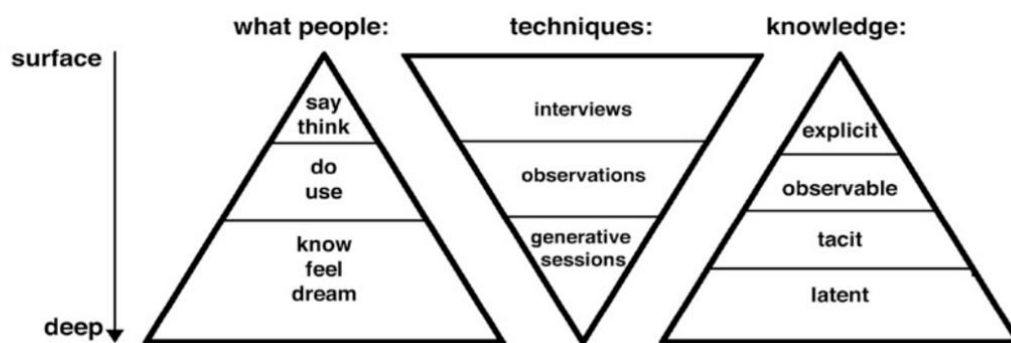 what people:
techniques:
knowledge:
surface
deep
say
think
do
use
know
feel
dream
interviews
observations
generative
sessions
explicit
observable
tacit
latent